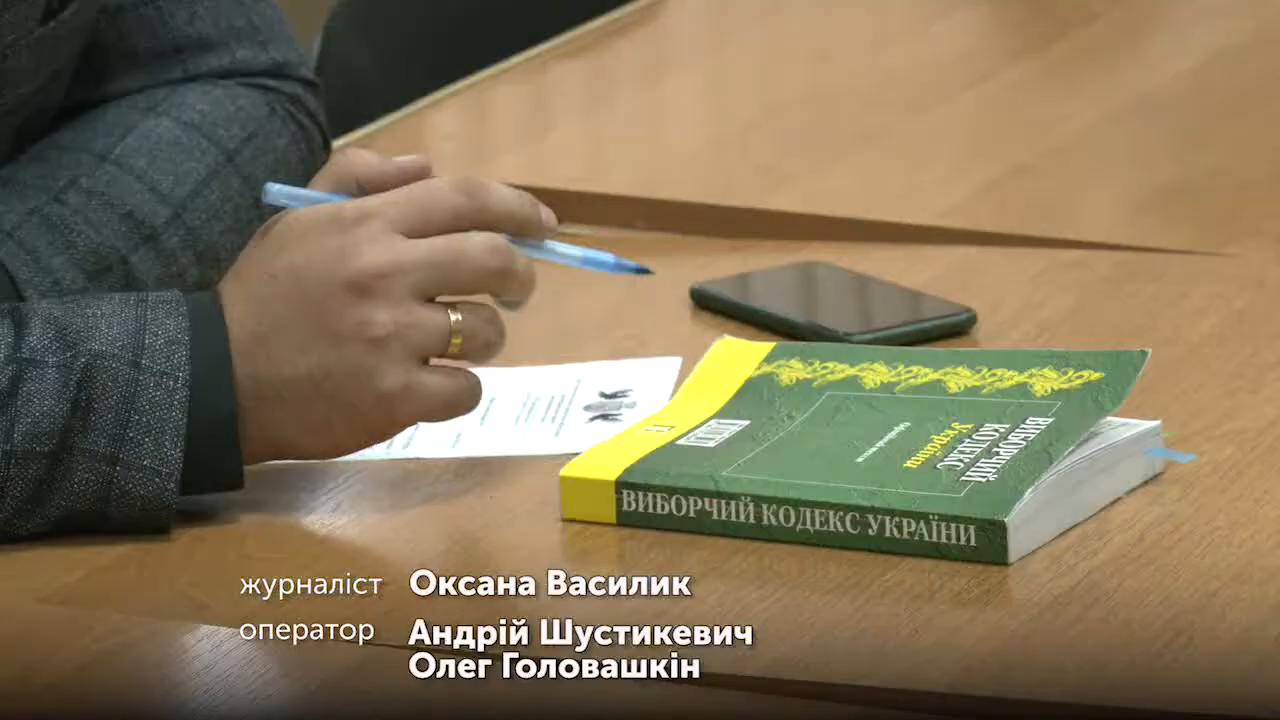 ВИБОРЧИЙ
КОДЕКС
України
ВИБОРЧИЙ КОДЕКС УКРАЇНИ
журналіст Оксана Василик
оператор Андрій Шустикевич
Олег Головашкін